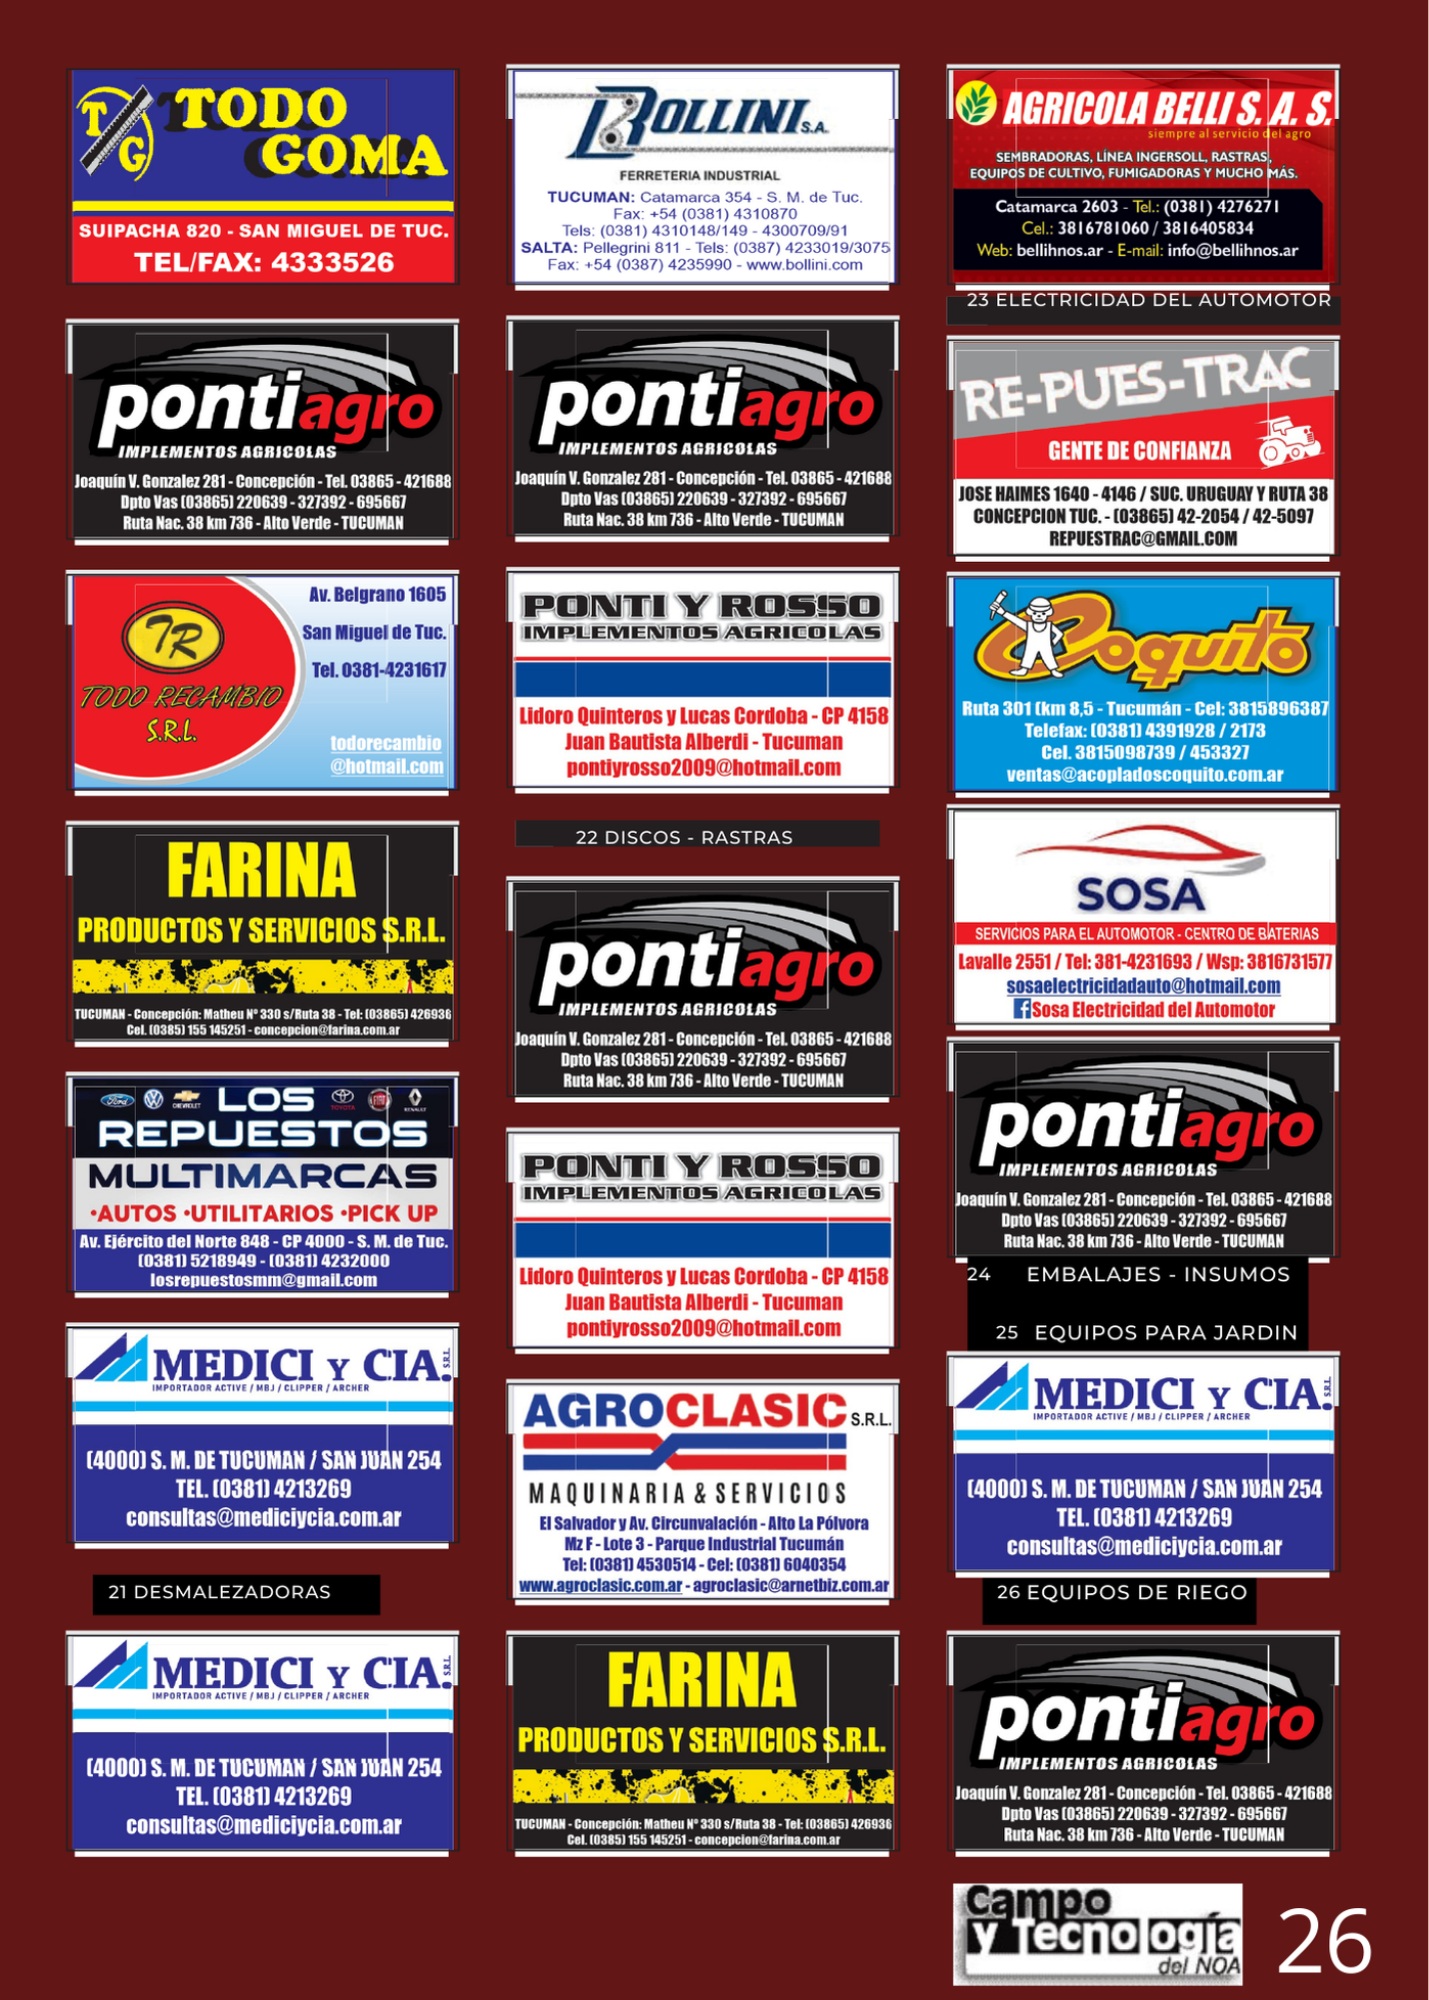 TG
TODO
GOMA
SUIPACHA 820 - SAN MIGUEL DE TUC.
TEL/FAX: 4333526
pontiagro
IMPLEMENTOS AGRICOLAS
Joaquín V. Gonzalez 281 - Concepción - Tel. 03865 - 421688
Dpto Vas (03865) 220639 - 327392 - 695667
Ruta Nac. 38 km 736 - Alto Verde - TUCUMAN
TR
TODO RECAMBIO
S.R.L.
Av. Belgrano 1605
San Miguel de Tuc.
Tel. 0381-4231617
todorecambio
@hotmail.com
FARINA
PRODUCTOS Y SERVICIOS S.R.L.
TUCUMAN - Concepción: Matheu Nº 330 s/Ruta 38 - Tel: (03865) 426936
Cel. (0385) 155 145251 - concepcion@farina.com.ar
Ford CHEVROLET LOS TOYOTA FIAT RENAULT
REPUESTOS
MULTIMARCAS
•AUTOS •UTILITARIOS •PICK UP
Av. Ejército del Norte 848 - CP 4000 - S. M. de Tuc.
(0381) 5218949 - (0381) 4232000
losrepuestosmm@gmail.com
MEDICI Y CIA. S.R.L.
IMPORTADOR ACTIVE / MBJ / CLIPPER / ARCHER
(4000) S. M. DE TUCUMAN / SAN JUAN 254
TEL. (0381) 4213269
consultas@mediciycia.com.ar
21 DESMALEZADORAS
MEDICI Y CIA. S.R.L.
IMPORTADOR ACTIVE / MBJ / CLIPPER / ARCHER
(4000) S. M. DE TUCUMAN / SAN JUAN 254
TEL. (0381) 4213269
consultas@mediciycia.com.ar
BOLLINI S.A.
FERRETERIA INDUSTRIAL
TUCUMAN: Catamarca 354 - S. M. de Tuc.
Fax: +54 (0381) 4310870
Tels: (0381) 4310148/149 - 4300709/91
SALTA: Pellegrini 811 - Tels: (0387) 4233019/3075
Fax: +54 (0387) 4235990 - www.bollini.com
pontiagro
IMPLEMENTOS AGRICOLAS
Joaquín V. Gonzalez 281 - Concepción - Tel. 03865 - 421688
Dpto Vas (03865) 220639 - 327392 - 695667
Ruta Nac. 38 km 736 - Alto Verde - TUCUMAN
PONTI Y ROSSO
IMPLEMENTOS AGRICOLAS
Lidoro Quinteros y Lucas Cordoba - CP 4158
Juan Bautista Alberdi - Tucuman
pontiyrosso2009@hotmail.com
22 DISCOS - RASTRAS
pontiagro
IMPLEMENTOS AGRICOLAS
Joaquín V. Gonzalez 281 - Concepción - Tel. 03865 - 421688
Dpto Vas (03865) 220639 - 327392 - 695667
Ruta Nac. 38 km 736 - Alto Verde - TUCUMAN
PONTI Y ROSSO
IMPLEMENTOS AGRICOLAS
Lidoro Quinteros y Lucas Cordoba - CP 4158
Juan Bautista Alberdi - Tucuman
pontiyrosso2009@hotmail.com
AGROCLASIC S.R.L.
MAQUINARIA & SERVICIOS
El Salvador y Av. Circunvalación - Alto La Pólvora
Mz F - Lote 3 - Parque Industrial Tucumán
Tel: (0381) 4530514 - Cel: (0381) 6040354
www.agroclasic.com.ar - agroclasic@arnetbiz.com.ar
FARINA
PRODUCTOS Y SERVICIOS S.R.L.
TUCUMAN - Concepción: Matheu Nº 330 s/Ruta 38 - Tel: (03865) 426936
Cel. (0385) 155 145251 - concepcion@farina.com.ar
AGRICOLA BELLI S. A. S.
siempre al servicio del agro
SEMBRADORAS, LÍNEA INGERSOLL, RASTRAS,
EQUIPOS DE CULTIVO, FUMIGADORAS Y MUCHO MÁS.
Catamarca 2603 - Tel.: (0381) 4276271
Cel.: 3816781060 / 3816405834
Web: bellihnos.ar - E-mail: info@bellihnos.ar
23 ELECTRICIDAD DEL AUTOMOTOR
RE-PUES-TRAC
GENTE DE CONFIANZA
JOSE HAIMES 1640 - 4146 / SUC. URUGUAY Y RUTA 38
CONCEPCION TUC. - (03865) 42-2054 / 42-5097
REPUESTRAC@GMAIL.COM
Coquito
Ruta 301 (km 8,5 - Tucumán - Cel: 3815896387
Telefax: (0381) 4391928 / 2173
Cel. 3815098739 / 453327
ventas@acopladoscoquito.com.ar
SOSA
SERVICIOS PARA EL AUTOMOTOR - CENTRO DE BATERIAS
Lavalle 2551 / Tel: 381-4231693 / Wsp: 3816731577
sosaelectricidadauto@hotmail.com
f Sosa Electricidad del Automotor
pontiagro
IMPLEMENTOS AGRICOLAS
Joaquín V. Gonzalez 281 - Concepción - Tel. 03865 - 421688
Dpto Vas (03865) 220639 - 327392 - 695667
Ruta Nac. 38 km 736 - Alto Verde - TUCUMAN
24 EMBALAJES - INSUMOS
25 EQUIPOS PARA JARDIN
MEDICI Y CIA. S.R.L.
IMPORTADOR ACTIVE / MBJ / CLIPPER / ARCHER
(4000) S. M. DE TUCUMAN / SAN JUAN 254
TEL. (0381) 4213269
consultas@mediciycia.com.ar
26 EQUIPOS DE RIEGO
pontiagro
IMPLEMENTOS AGRICOLAS
Joaquín V. Gonzalez 281 - Concepción - Tel. 03865 - 421688
Dpto Vas (03865) 220639 - 327392 - 695667
Ruta Nac. 38 km 736 - Alto Verde - TUCUMAN
Campo
y Tecnología
del NOA
26